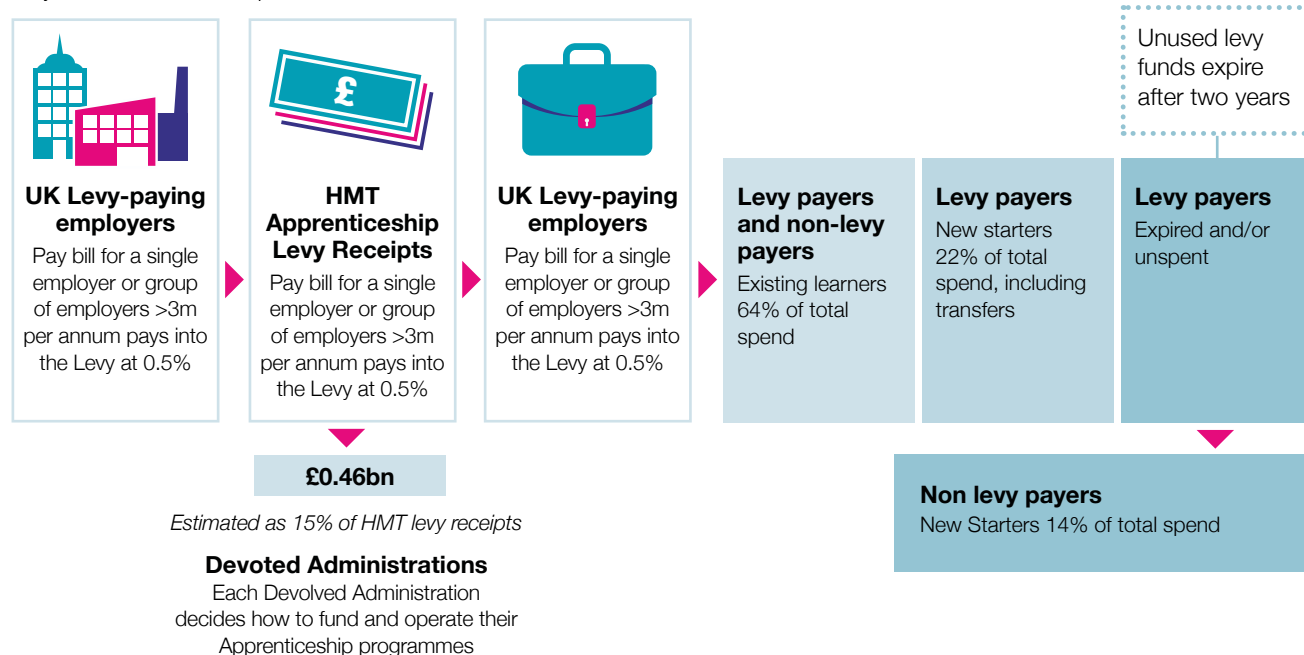 UK Levy-paying
employers
Pay bill for a single
employer or group
of employers >3m
per annum pays into
the Levy at 0.5%
£
HMT
Apprenticeship
Levy Receipts
Pay bill for a single
employer or group
of employers >3m
per annum pays into
the Levy at 0.5%
£0.46bn
Estimated as 15% of HMT levy receipts
Devoted Administrations
Each Devolved Administration
decides how to fund and operate their
Apprenticeship programmes
UK Levy-paying
employers
Pay bill for a single
employer or group
of employers >3m
per annum pays into
the Levy at 0.5%
Levy payers
and non-levy
payers
Existing learners
64% of total
spend
Levy payers
New starters
22% of total
spend, including
transfers
Unused levy
funds expire
after two years
Levy payers
Expired and/or
unspent
Non levy payers
New Starters 14% of total spend